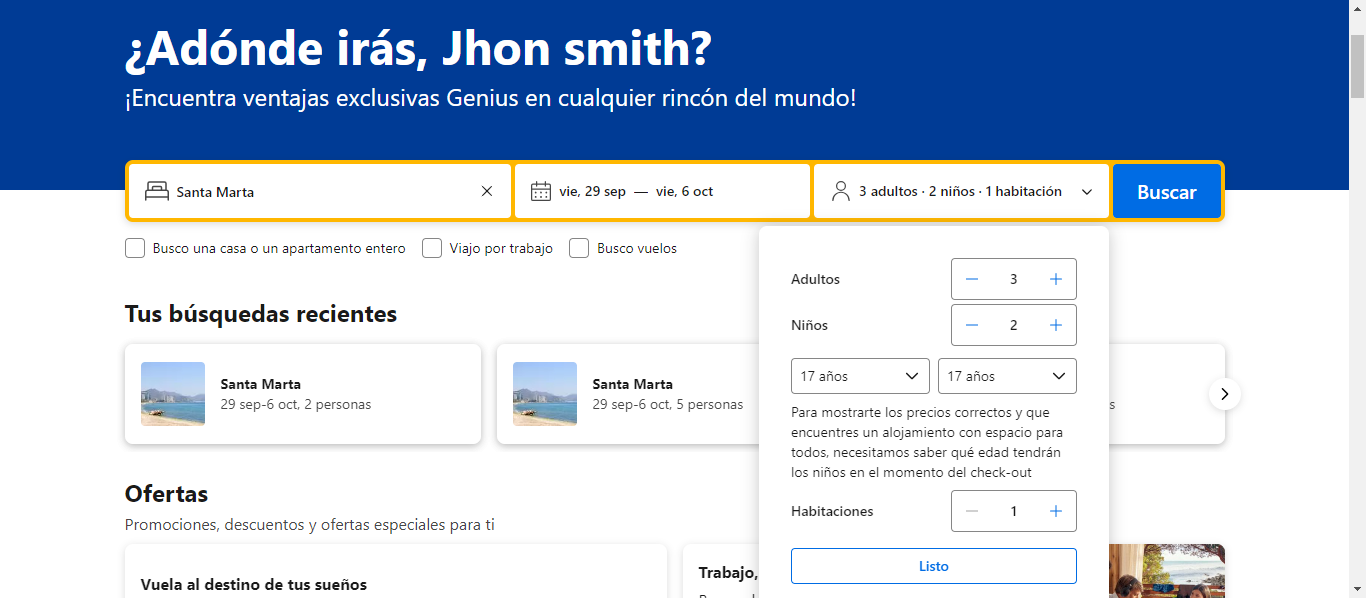 ¿Adónde irás, Jhon smith?
¡Encuentra ventajas exclusivas Genius en cualquier rincón del mundo!
Santa Marta
vie, 29 sep — vie, 6 oct
3 adultos · 2 niños · 1 habitación
Buscar
Busco una casa o un apartamento entero
Viajo por trabajo
Busco vuelos
Adultos
3
Niños
2
17 años
17 años
Para mostrarte los precios correctos y que
encuentres un alojamiento con espacio para
todos, necesitamos saber qué edad tendrán
los niños en el momento del check-out
Habitaciones
1
Listo
Tus búsquedas recientes
Santa Marta
29 sep-6 oct, 2 personas
Santa Marta
29 sep-6 oct, 5 personas
Ofertas
Promociones, descuentos y ofertas especiales para ti
Vuela al destino de tus sueños
Trabajo,